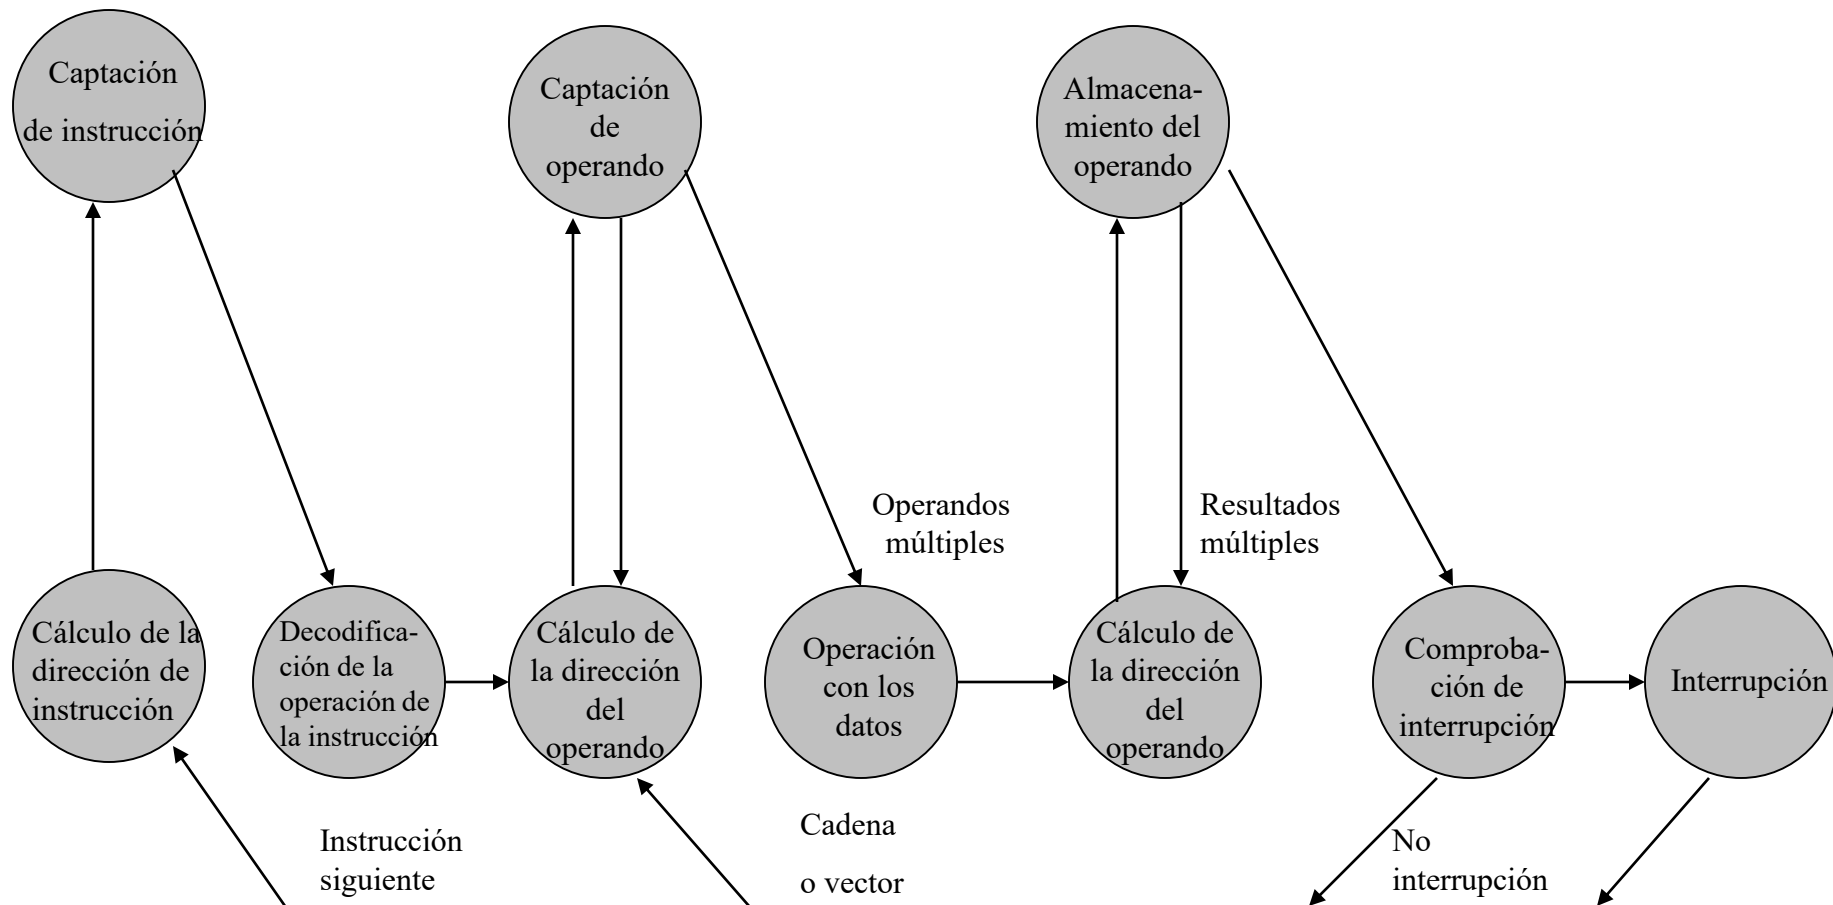 Captación
de instrucción
Captación
de
operando
Almacena-
miento del
operando
Operandos
múltiples
Resultados
múltiples
Cálculo de la
dirección de
instrucción
Decodifica-
ción de la
operación de
la instrucción
Cálculo de
la dirección
del
operando
Operación
con los
datos
Cálculo de
la dirección
del
operando
Comproba-
ción de
interrupción
Interrupción
Instrucción
siguiente
Cadena
o vector
No
interrupción